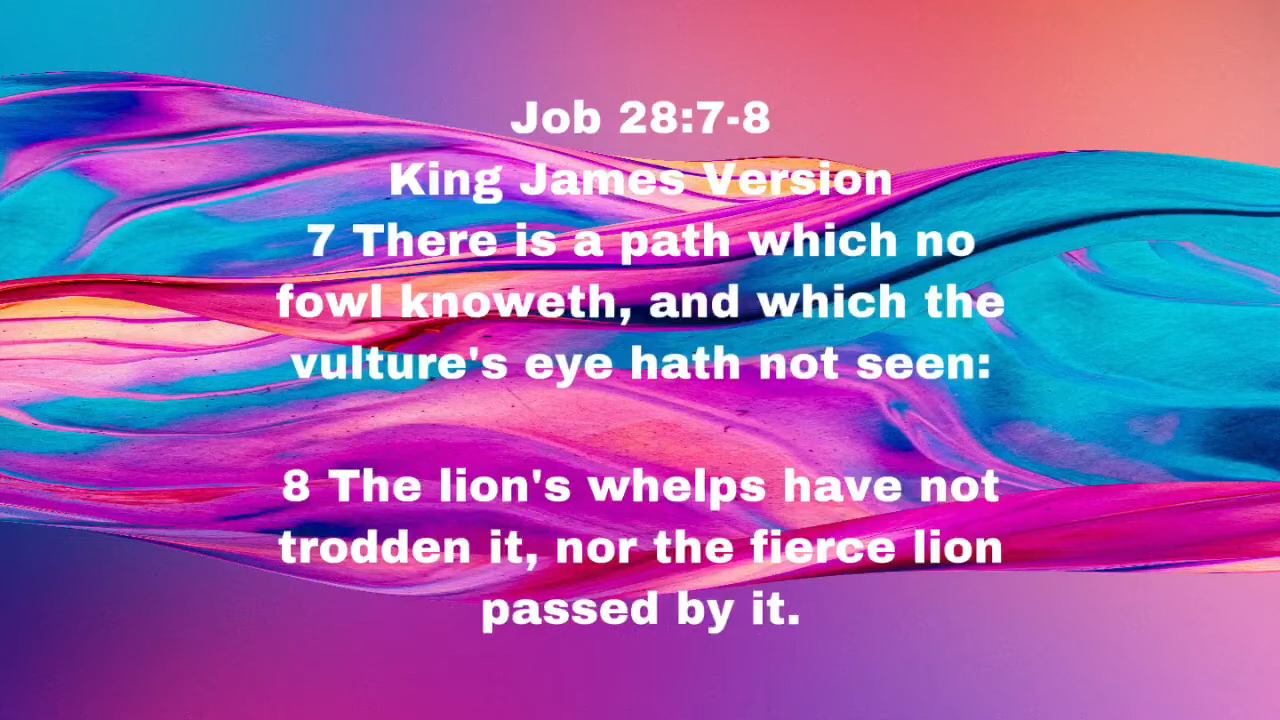 Job 28:7-8
King James Version
7 There is a path which no
fowl knoweth, and which the
vulture's eye hath not seen:
8 The lion's whelps have not
trodden it, nor the fierce lion
passed by it.